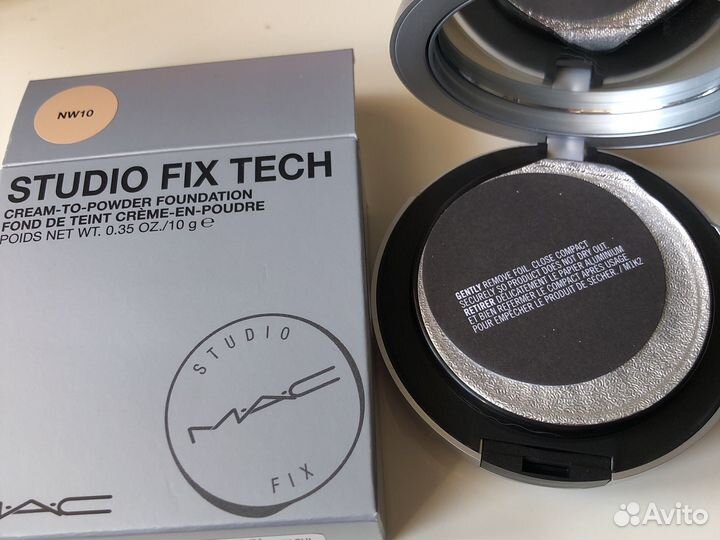 NW10
STUDIO FIX TECH
CREAM-TO-POWDER FOUNDATION
FOND DE TEINT CRÈME-EN-POUDRE
POIDS NET WT. 0.35 OZ./10 g e
STUDIO
M·A·C
FIX
M·A·C
GENTLY REMOVE FOIL. CLOSE COMPACT
SECURELY SO PRODUCT DOES NOT DRY OUT.
RETIRER DÉLICATEMENT LE PAPIER ALUMINIUM
ET BIEN REFERMER LE COMPACT APRÈS USAGE
POUR EMPÊCHER LE PRODUIT DE SÉCHER. / M1K2
Avito